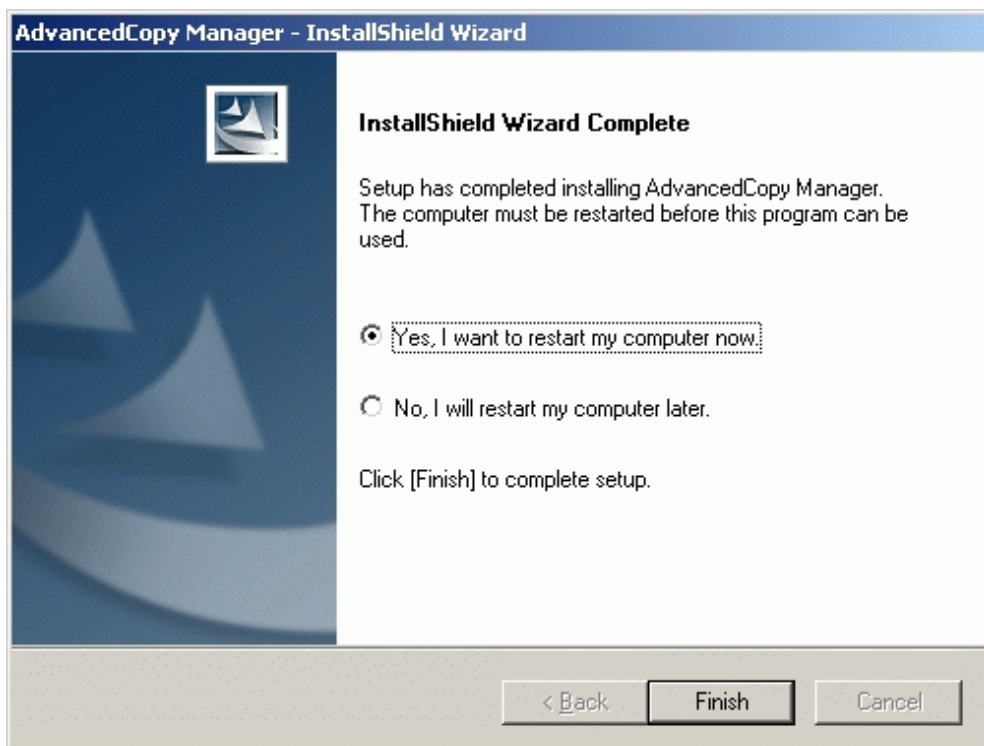 AdvancedCopy Manager - InstallShield Wizard
InstallShield Wizard Complete
Setup has completed installing AdvancedCopy Manager.
The computer must be restarted before this program can be
used.
Yes, I want to restart my computer now.
No, I will restart my computer later.
Click [Finish] to complete setup.
< Back Finish Cancel